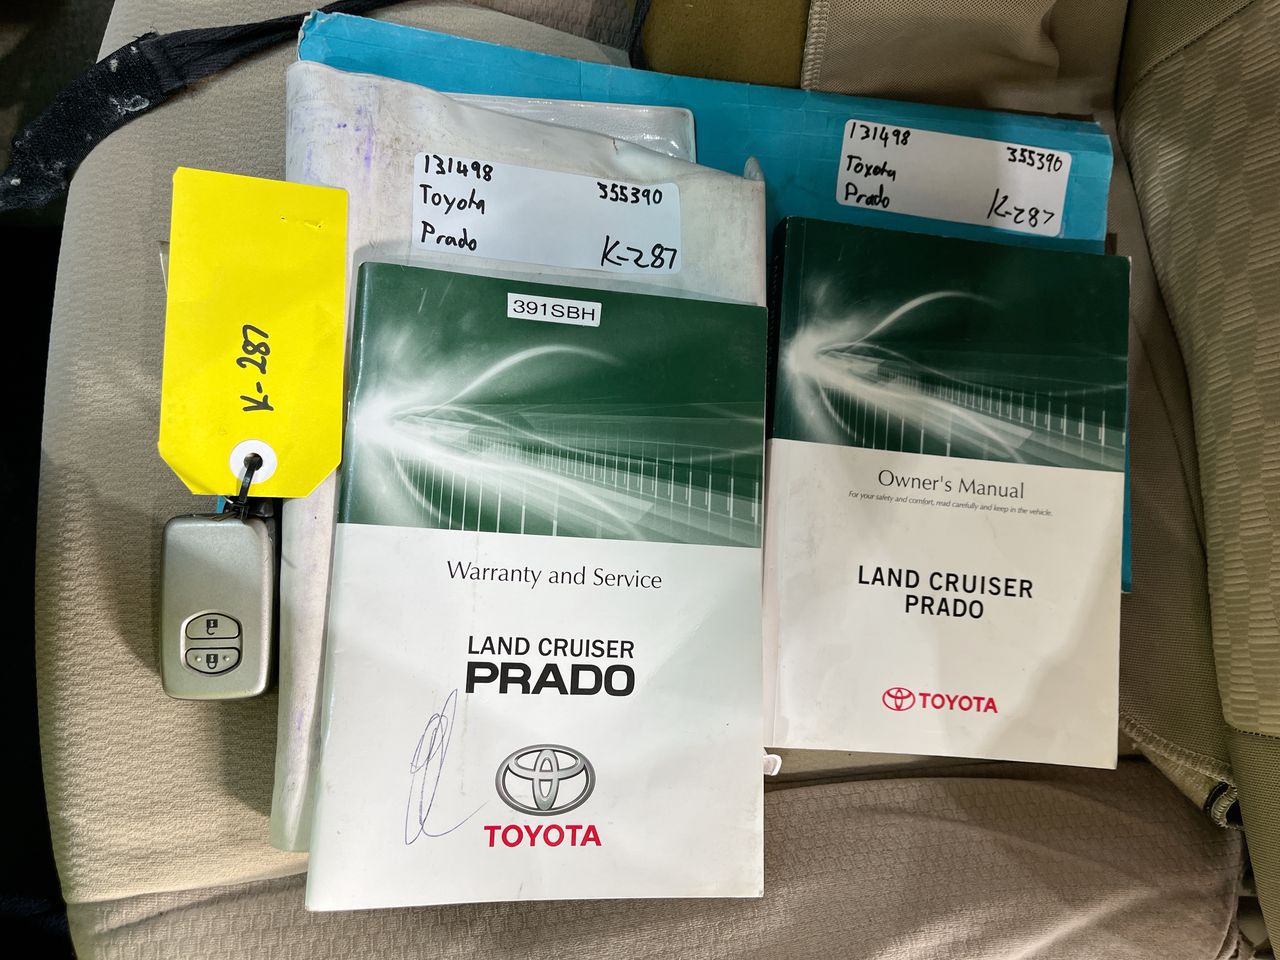 131498
355390
Toyota
Prado
K-287
131498
355390
Toyota
Prado
K-287
K-287
391SBH
Warranty and Service
LAND CRUISER
PRADO
TOYOTA
Owner's Manual
For your safety and comfort, read carefully and keep in the vehicle.
LAND CRUISER
PRADO
TOYOTA